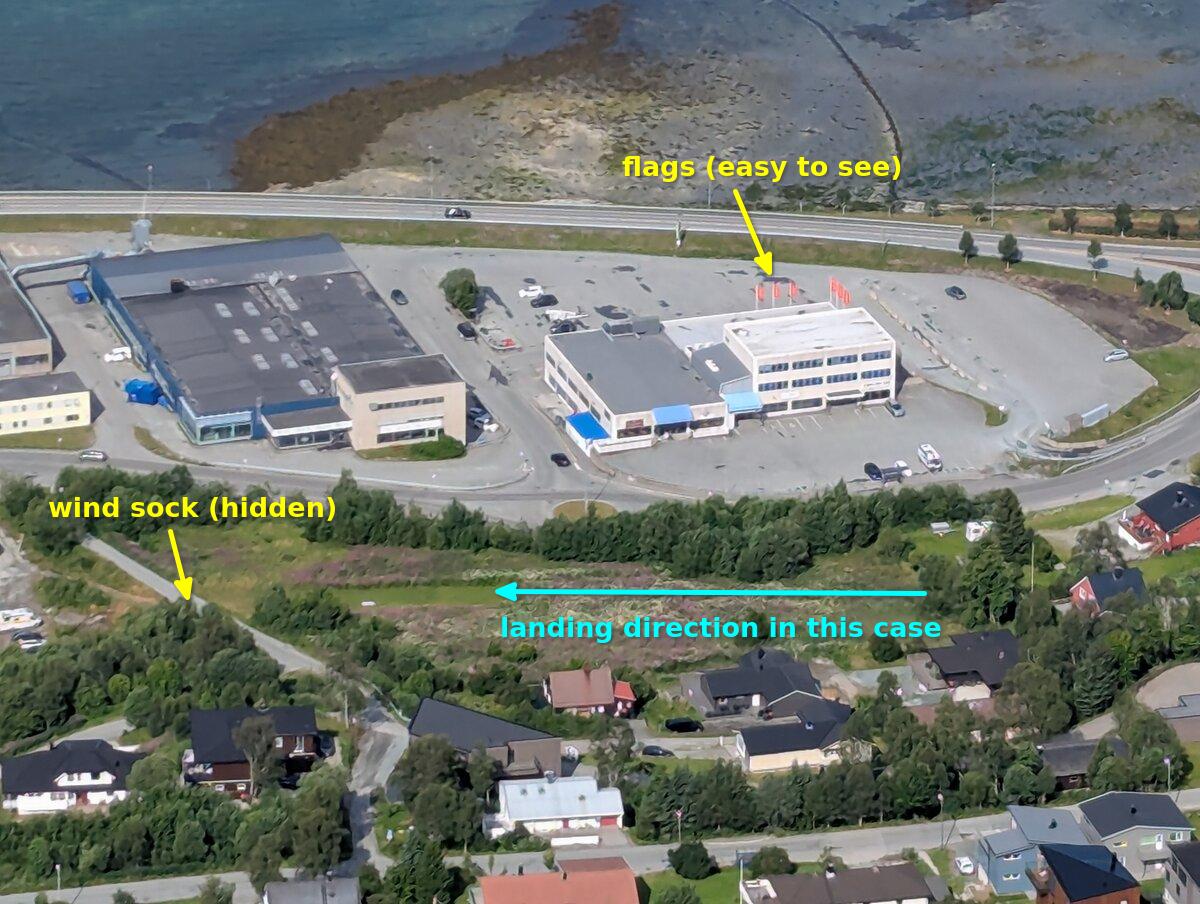 flags (easy to see)
wind sock (hidden)
landing direction in this case